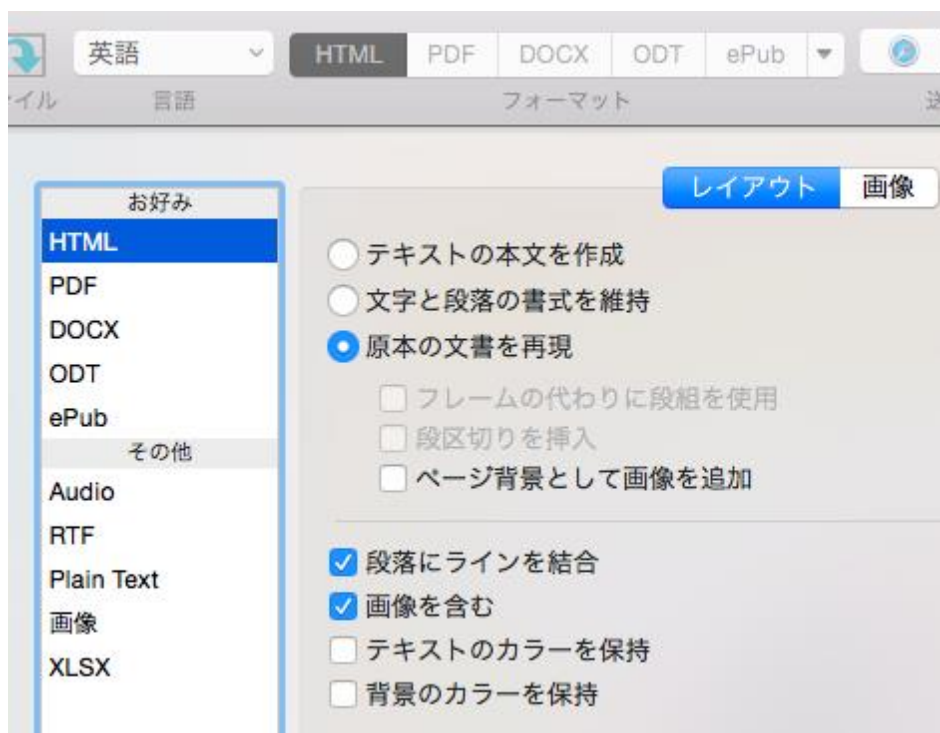 英語
HTML PDF DOCX ODT ePub
イル 言語 フォーマット 送
レイアウト 画像
お好み
HTML
PDF
DOCX
ODT
ePub
その他
Audio
RTF
Plain Text
画像
XLSX
テキストの本文を作成
文字と段落の書式を維持
原本の文書を再現
フレームの代わりに段組を使用
段区切りを挿入
ページ背景として画像を追加
段落にラインを結合
画像を含む
テキストのカラーを保持
背景のカラーを保持